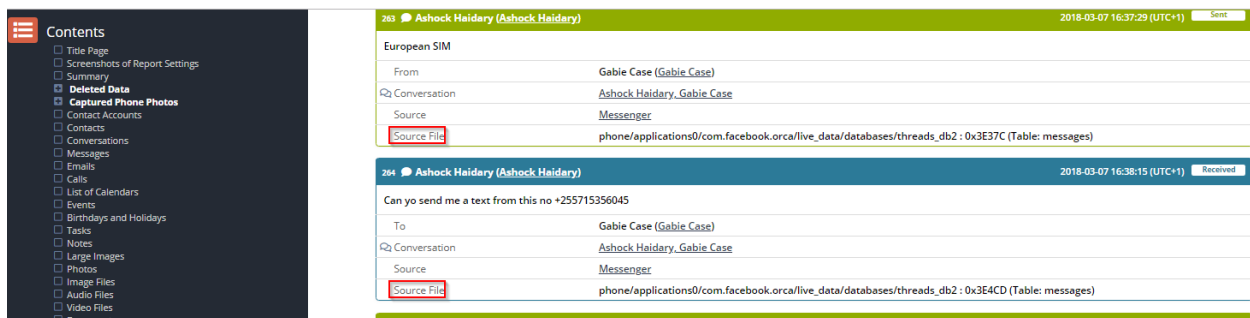 Contents
Title Page
Screenshots of Report Settings
Summary
Deleted Data
Captured Phone Photos
Contact Accounts
Contacts
Conversations
Messages
Emails
Calls
List of Calendars
Events
Birthdays and Holidays
Tasks
Notes
Large Images
Photos
Image Files
Audio Files
Video Files
263 Ashock Haidary (Ashock Haidary) 2018-03-07 16:37:29 (UTC+1) Sent
European SIM
From Gabie Case (Gabie Case)
Conversation Ashock Haidary, Gabie Case
Source Messenger
Source File phone/applications0/com.facebook.orca/live_data/databases/threads_db2 : 0x3E37C (Table: messages)
264 Ashock Haidary (Ashock Haidary) 2018-03-07 16:38:15 (UTC+1) Received
Can yo send me a text from this no +255715356045
To Gabie Case (Gabie Case)
Conversation Ashock Haidary, Gabie Case
Source Messenger
Source File phone/applications0/com.facebook.orca/live_data/databases/threads_db2 : 0x3E4CD (Table: messages)